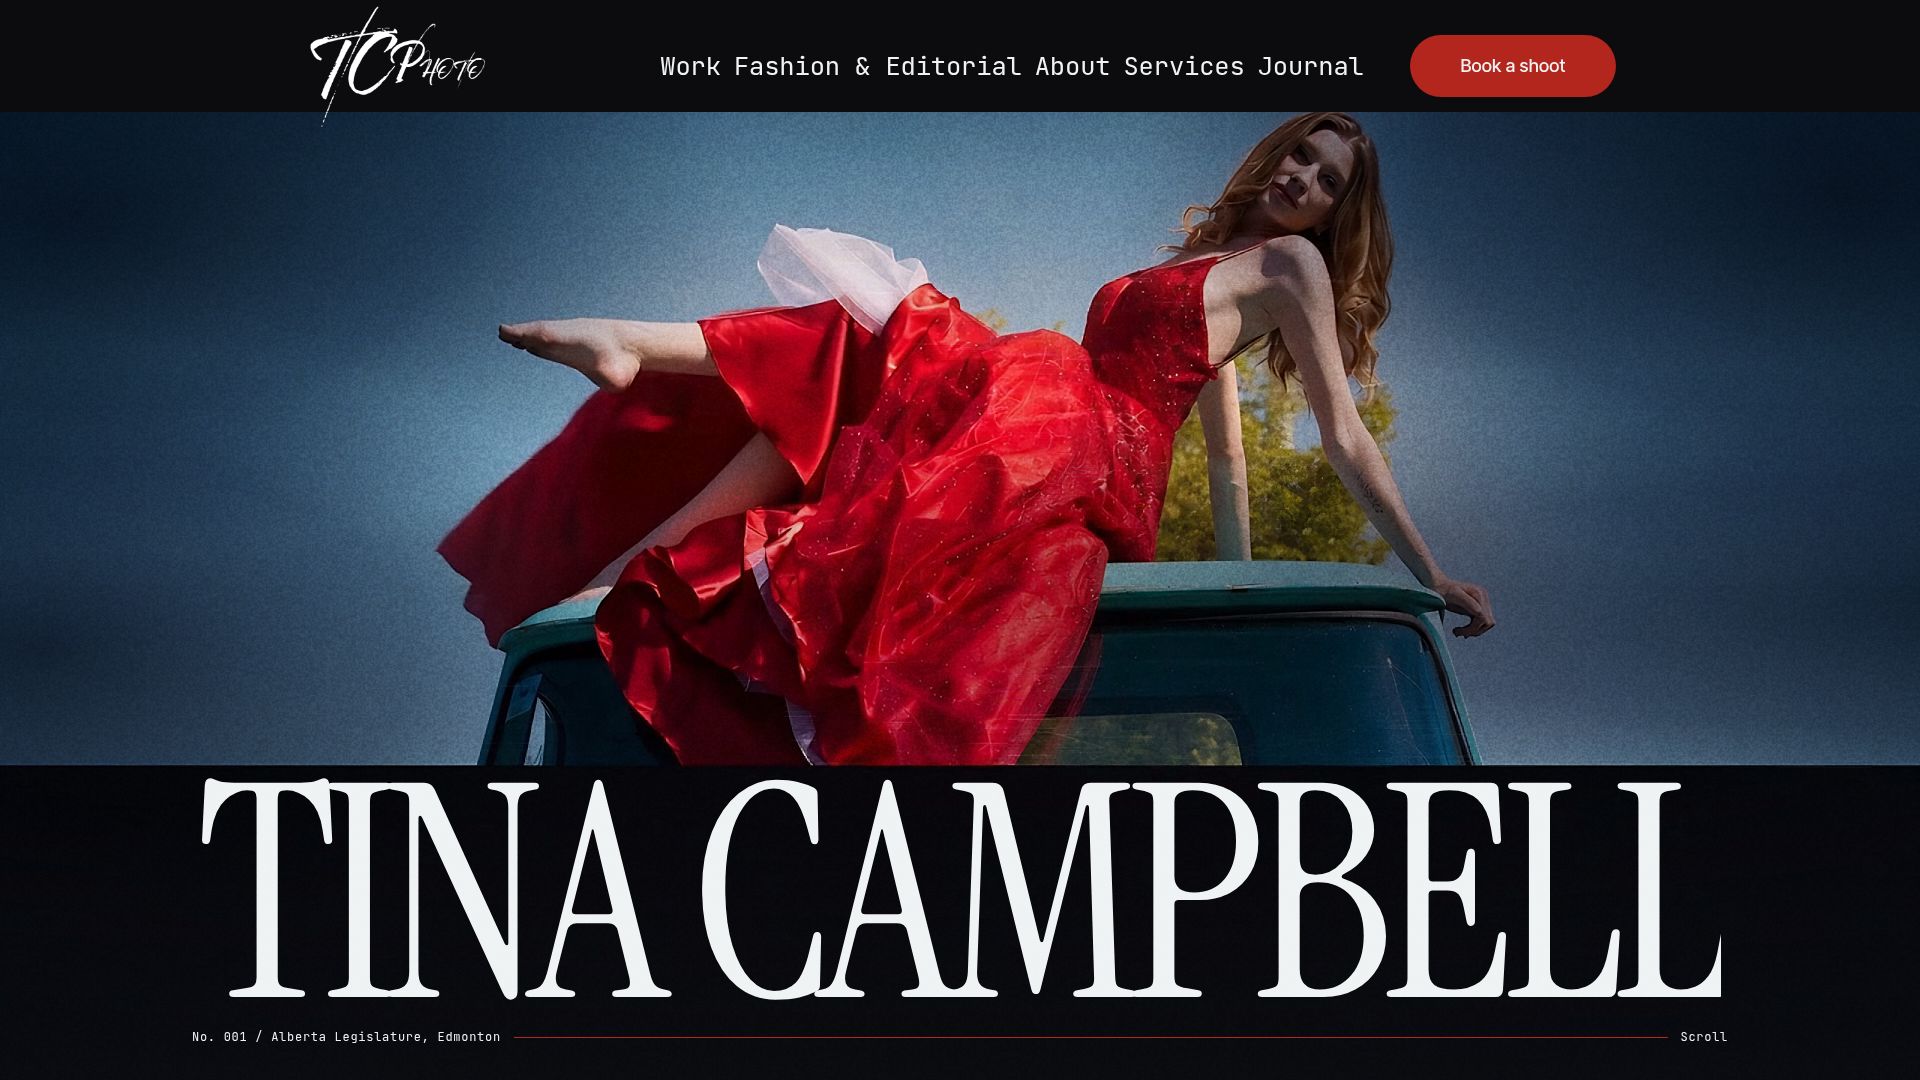 TCPHOTO
Work Fashion & Editorial About Services Journal
Book a shoot
TINA CAMPBELL
No. 001 / Alberta Legislature, Edmonton
Scroll